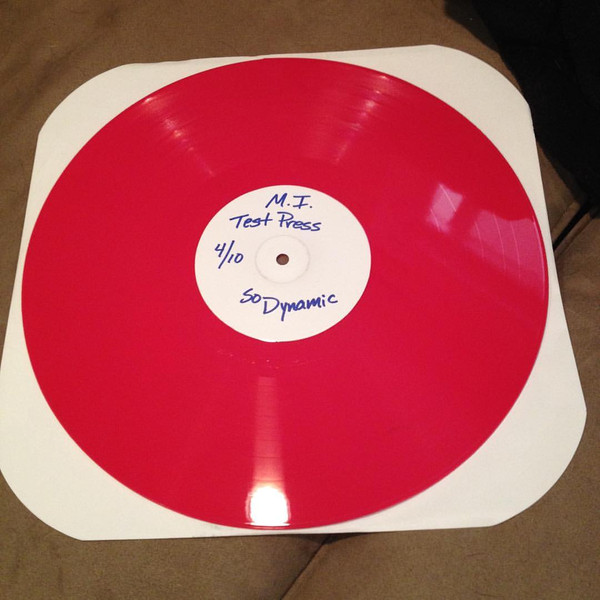 M.I.
Test Press
4/10
So Dynamic